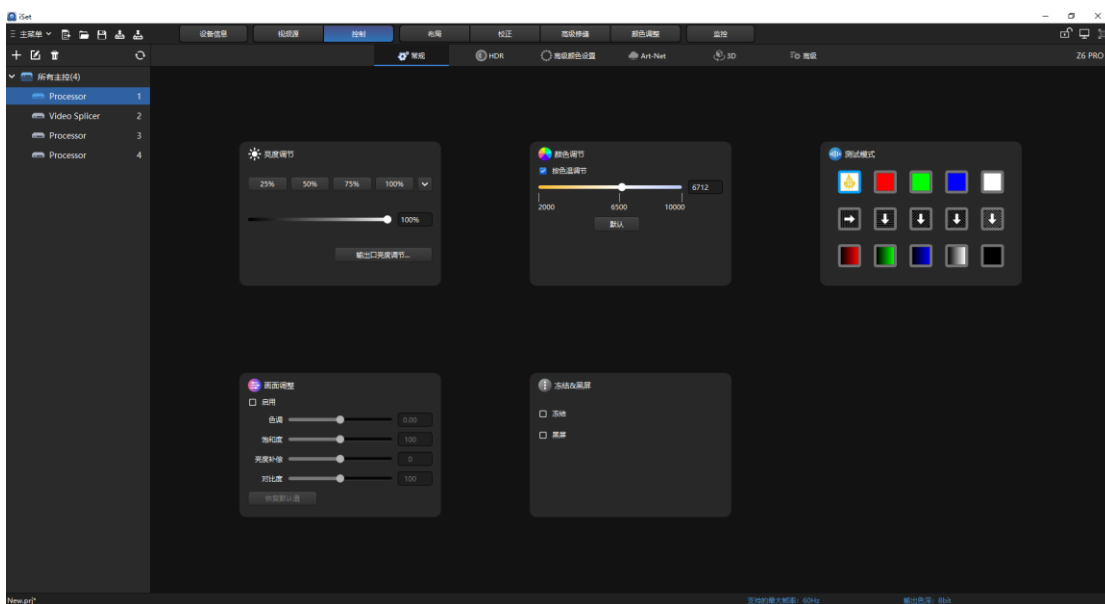 iSet
主菜单
设备信息 视频源 控制 布局 校正 高级修缝 颜色调整 监控
常规 HDR 高级颜色设置 Art-Net 3D 高级 Z6 PRO
所有主控(4)
Processor 1
Video Splicer 2
Processor 3
Processor 4
亮度调节
25% 50% 75% 100%
100%
输出口亮度调节...
颜色调节
按色温调节
6712
2000 6500 10000
默认
测试模式
画面调整
启用
色调 0.00
饱和度 100
亮度补偿 0
对比度 100
恢复默认值
冻结&黑屏
冻结
黑屏
New.prj*
支持的最大帧率: 60Hz
输出色深: 8bit